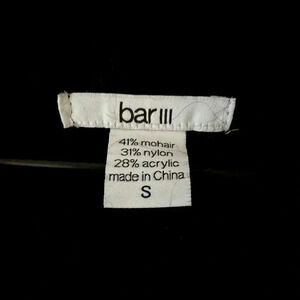 bar III
41% mohair
31% nylon
28% acrylic
made in China
S